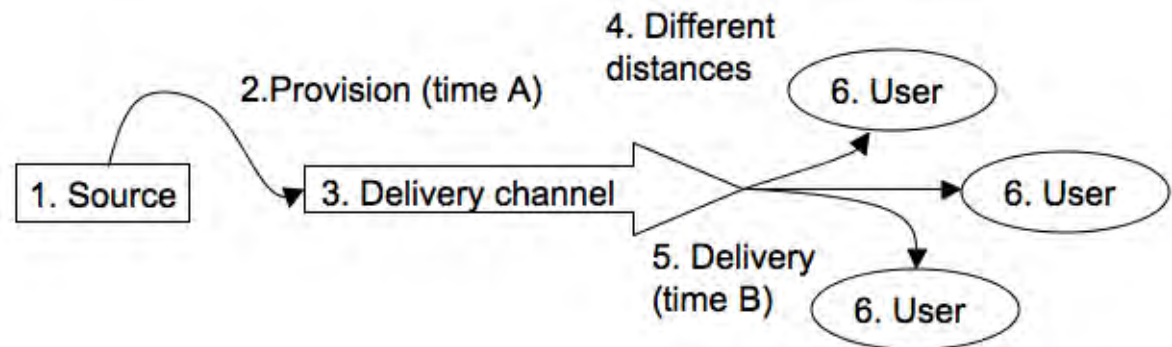 4. Different
distances
2.Provision (time A)
6. User
1. Source
3. Delivery channel
6. User
5. Delivery
(time B)
6. User